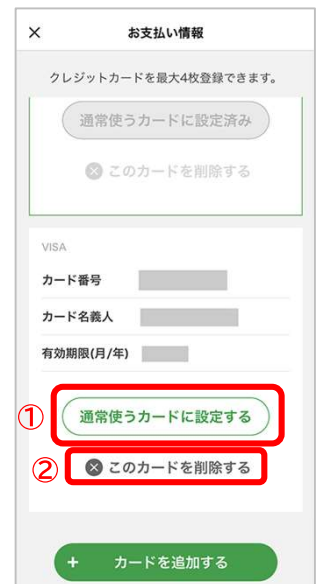 × お支払い情報
クレジットカードを最大4枚登録できます。
通常使うカードに設定済み
このカードを削除する
VISA
カード番号
カード名義人
有効期限(月/年)
① 通常使うカードに設定する
② このカードを削除する
+ カードを追加する